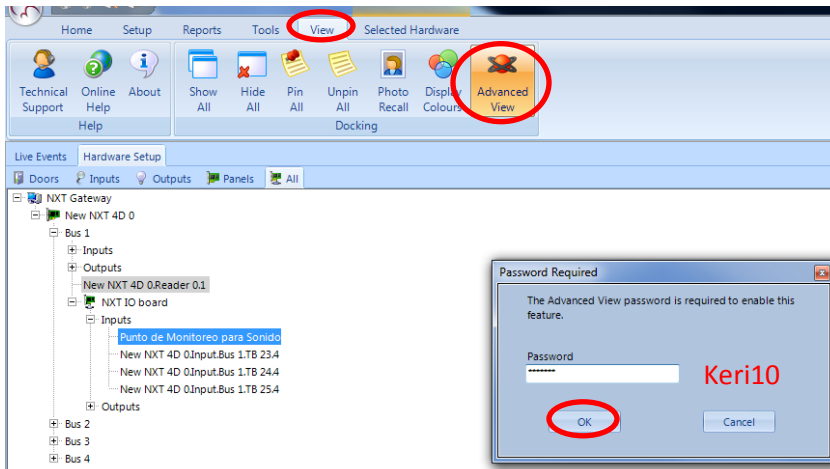 Home Setup Reports Tools View Selected Hardware
Technical Support
Online Help
About
Show All
Hide All
Pin All
Unpin All
Photo Recall
Display Colours
Advanced View
Help
Docking
Live Events Hardware Setup
Doors Inputs Outputs Panels All
NXT Gateway
New NXT 4D 0
Bus 1
Inputs
Outputs
New NXT 4D 0.Reader 0.1
NXT IO board
Inputs
Punto de Monitoreo para Sonido
New NXT 4D 0.Input.Bus 1.TB 23.4
New NXT 4D 0.Input.Bus 1.TB 24.4
New NXT 4D 0.Input.Bus 1.TB 25.4
Outputs
Bus 2
Bus 3
Bus 4
Password Required
The Advanced View password is required to enable this
feature.
Password
*******
Keri10
OK Cancel